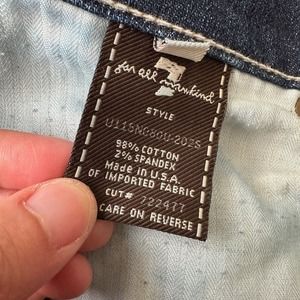 for all mankind
7
STYLE
U115N080U-202S
98% COTTON
2% SPANDEX
Made in U.S.A.
OF IMPORTED FABRIC
CUT# 722477
CARE ON REVERSE